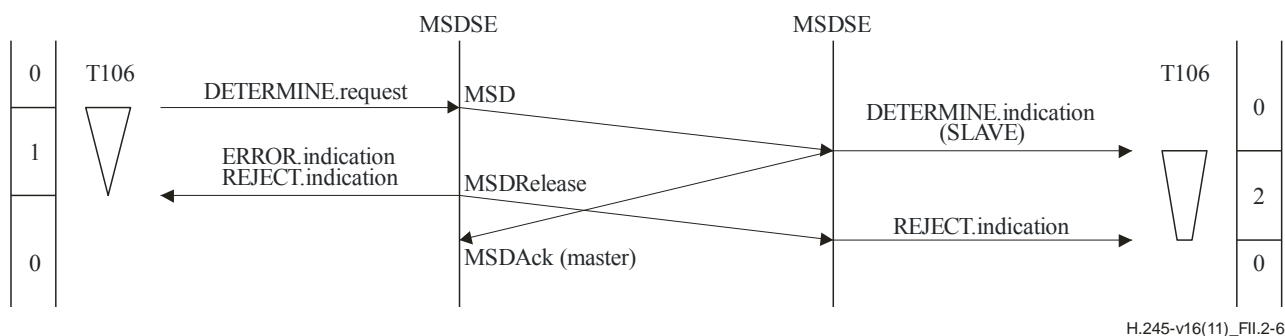 MSDSE MSDSE
0 T106 T106
DETERMINE.request MSD 0
DETERMINE.indication
(SLAVE)
1
ERROR.indication
REJECT.indication MSDRelease 2
REJECT.indication
MSDAck (master)
0 0
H.245-v16(11)_FII.2-6